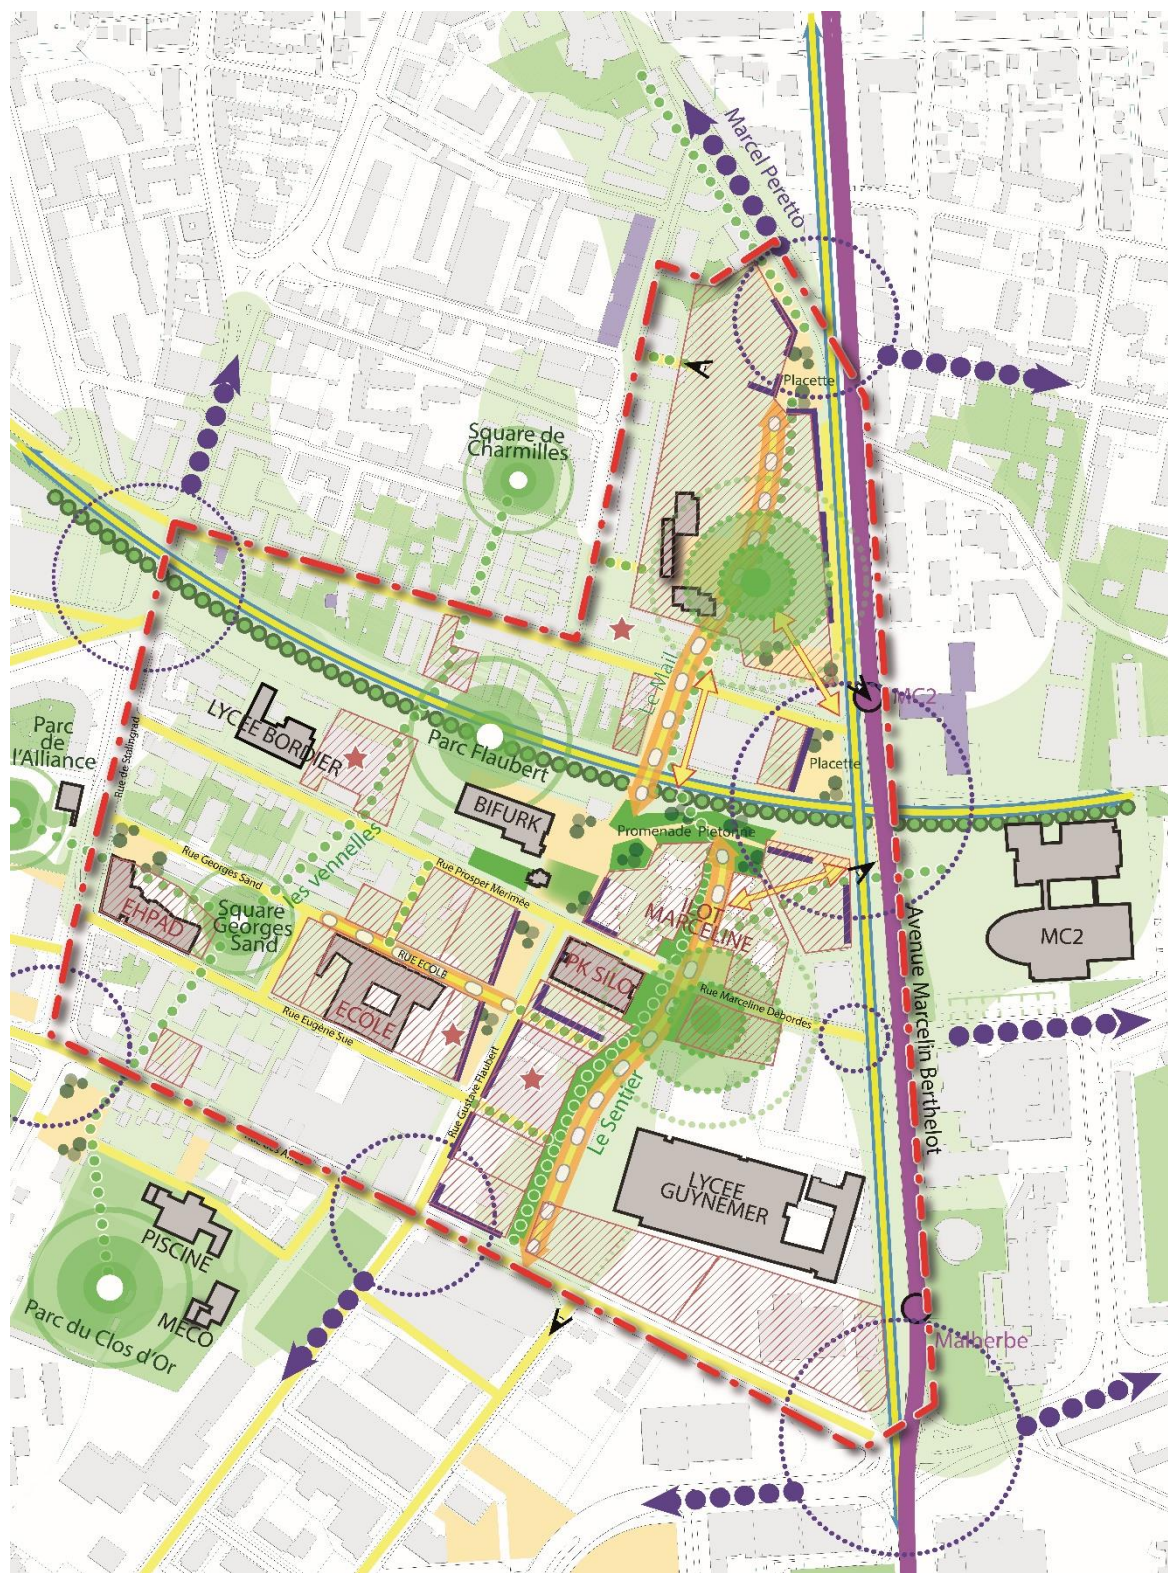 Marcel Peretto
Placette
Square de
Charmilles
Le Mail
MC2
Parc
de
l'Alliance
Rue de Stalingrad
LYCEE BORDIER
Parc Flaubert
Placette
BIFURK
Promenade Pietonne
Rue Georges Sand
les vennelles
Rue Prosper Merimée
EHPAD
Square
Georges
Sand
ILOT
MARCELINE
Avenue Marcelin Berthelot
MC2
RUE ECOLE
PK SILO
ECOLE
Rue Marceline Dabordes
Rue Eugène Sue
Rue Gustave Flaubert
Le Sentier
LYCEE
GUYNEMER
PISCINE
MECO
Parc du Clos d'Or
Malherbe